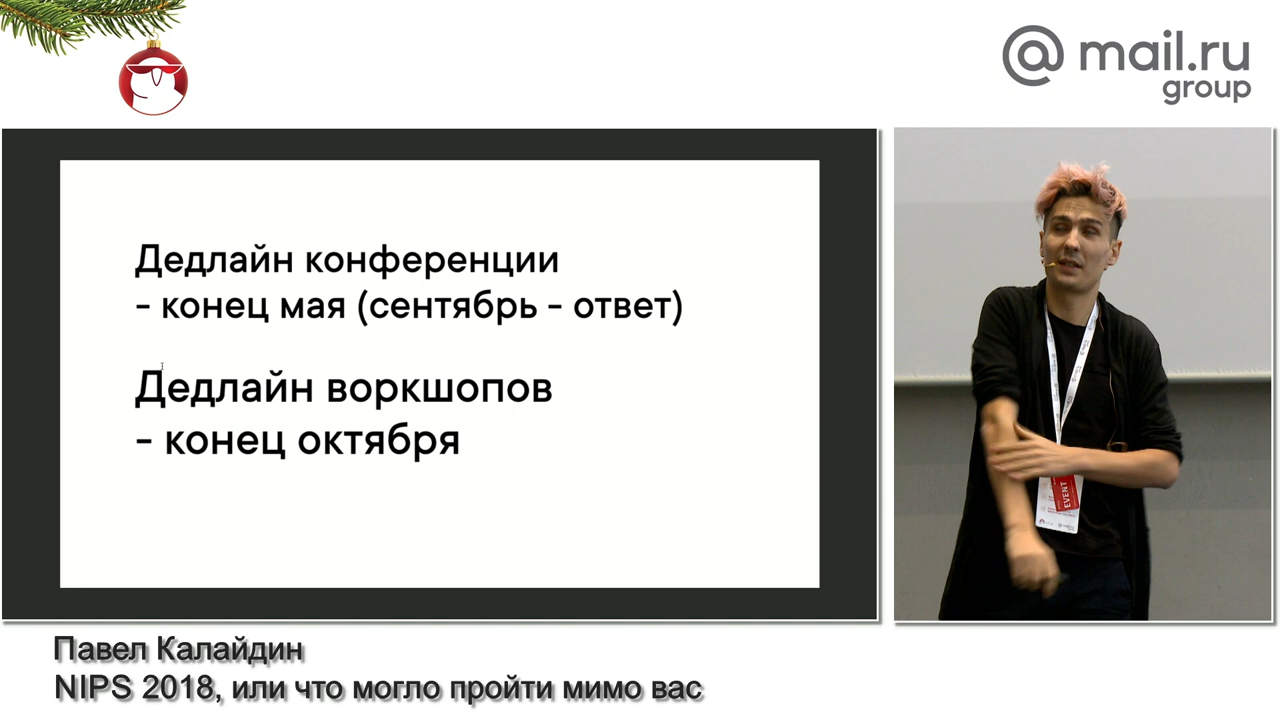 @ mail.ru
group
Дедлайн конференции
- конец мая (сентябрь - ответ)
Дедлайн воркшопов
- конец октября
EVENT
Павел Калайдин
NIPS 2018, или что могло пройти мимо вас